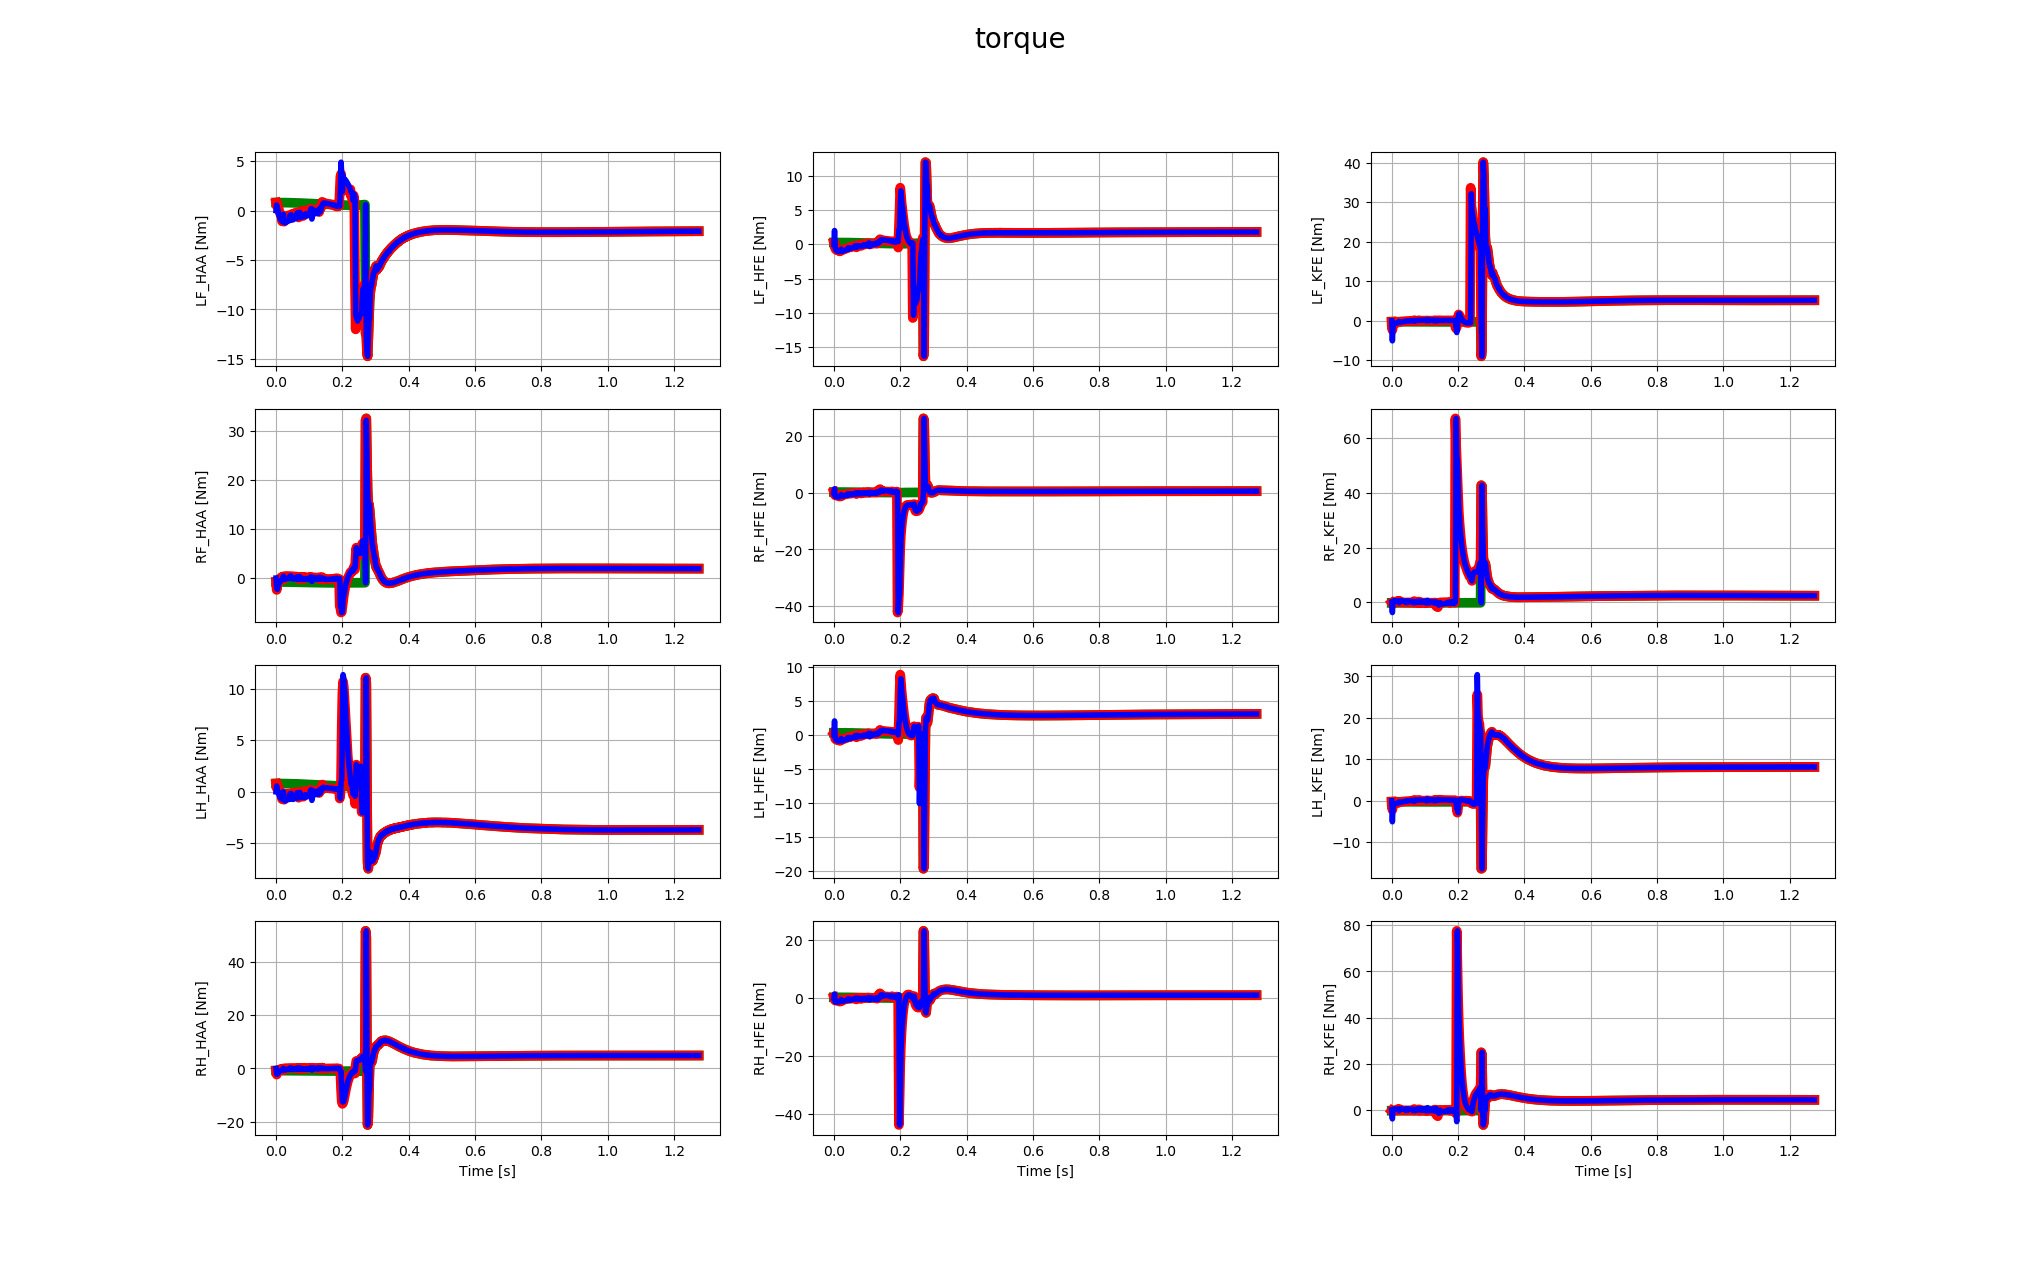 torque
LF_HAA [Nm]
5
0
−5
−10
−15
0.0 0.2 0.4 0.6 0.8 1.0 1.2
LF_HFE [Nm]
10
5
0
−5
−10
−15
0.0 0.2 0.4 0.6 0.8 1.0 1.2
LF_KFE [Nm]
40
30
20
10
0
−10
0.0 0.2 0.4 0.6 0.8 1.0 1.2
RF_HAA [Nm]
30
20
10
0
0.0 0.2 0.4 0.6 0.8 1.0 1.2
RF_HFE [Nm]
20
0
−20
−40
0.0 0.2 0.4 0.6 0.8 1.0 1.2
RF_KFE [Nm]
60
40
20
0
0.0 0.2 0.4 0.6 0.8 1.0 1.2
LH_HAA [Nm]
10
5
0
−5
0.0 0.2 0.4 0.6 0.8 1.0 1.2
LH_HFE [Nm]
10
5
0
−5
−10
−15
−20
0.0 0.2 0.4 0.6 0.8 1.0 1.2
LH_KFE [Nm]
30
20
10
0
−10
0.0 0.2 0.4 0.6 0.8 1.0 1.2
RH_HAA [Nm]
40
20
0
−20
0.0 0.2 0.4 0.6 0.8 1.0 1.2
Time [s]
RH_HFE [Nm]
20
0
−20
−40
0.0 0.2 0.4 0.6 0.8 1.0 1.2
Time [s]
RH_KFE [Nm]
80
60
40
20
0
0.0 0.2 0.4 0.6 0.8 1.0 1.2
Time [s]